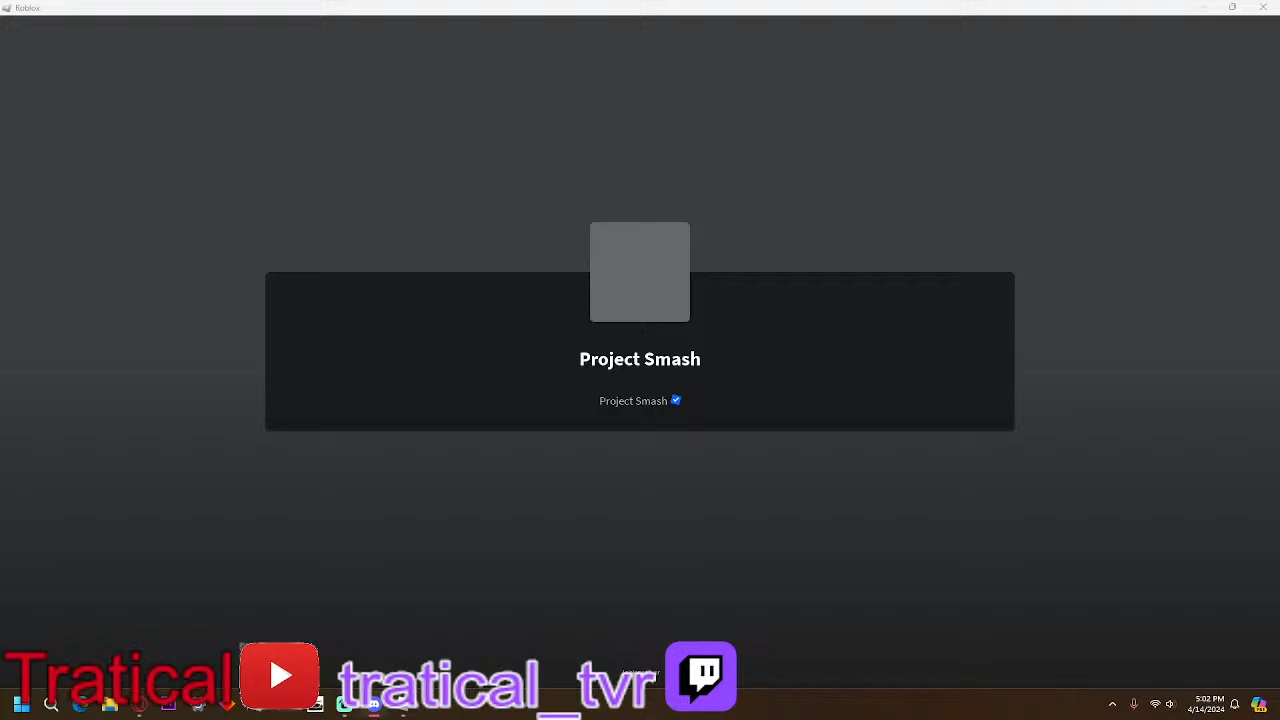 Roblox
Project Smash
Project Smash
Tratical
tratical_tvr
5:02 PM
4/14/2024